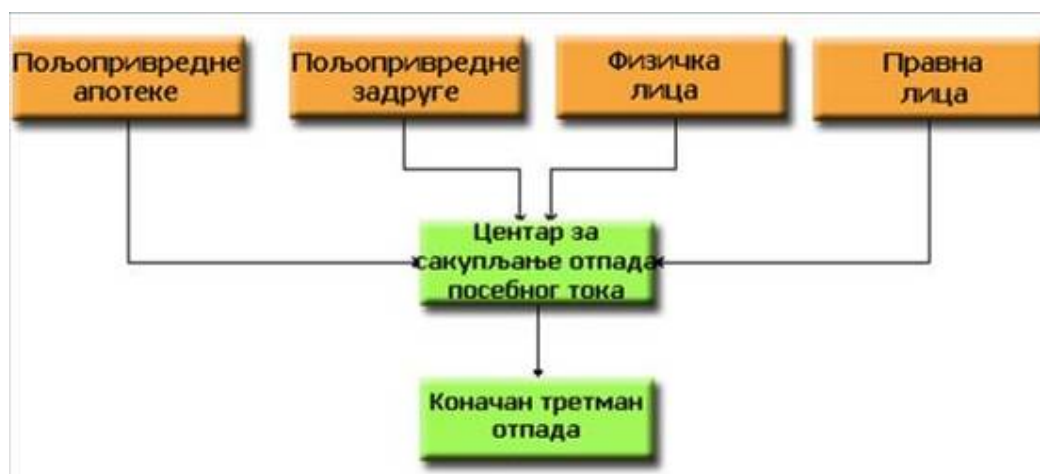 Пољопривредне
апотеке
Пољопривредне
задруге
Физичка
лица
Правна
лица
Центар за
сакупљање отпада
посебног тока
Коначан третман
отпада